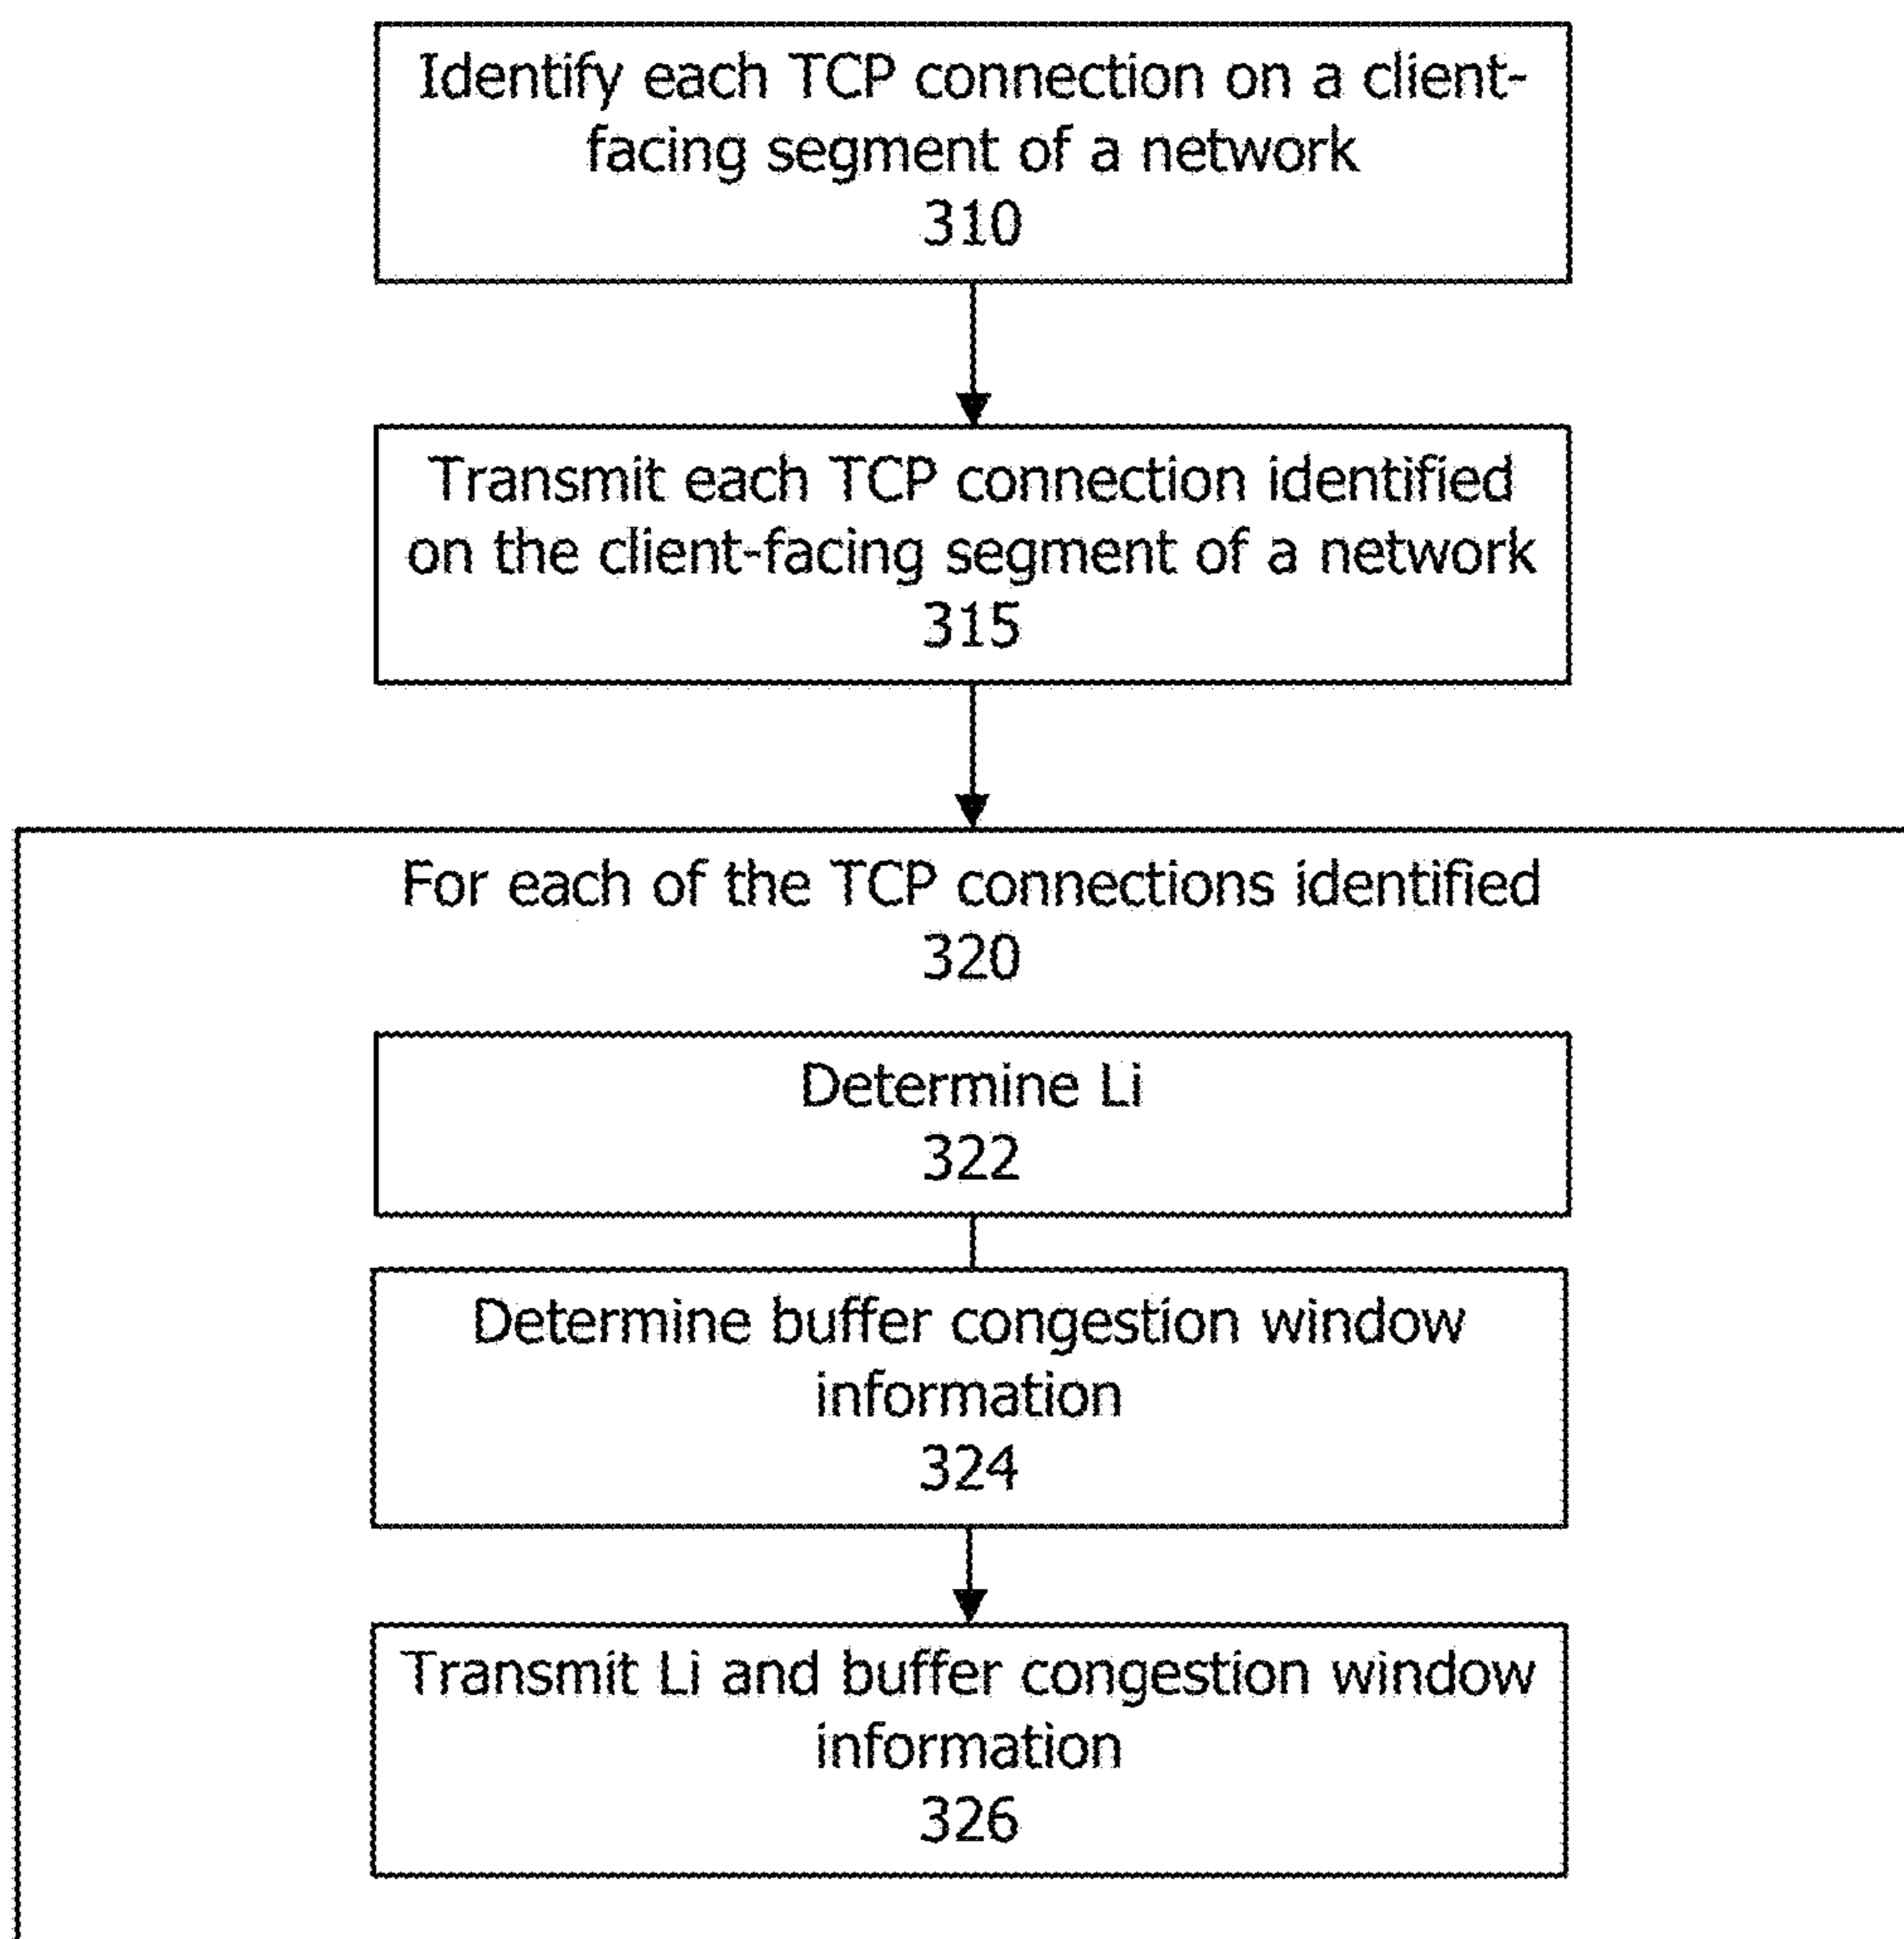 Identify each TCP connection on a client-
facing segment of a network
310
Transmit each TCP connection identified
on the client-facing segment of a network
315
For each of the TCP connections identified
320
Determine Li
322
Determine buffer congestion window
information
324
Transmit Li and buffer congestion window
information
326